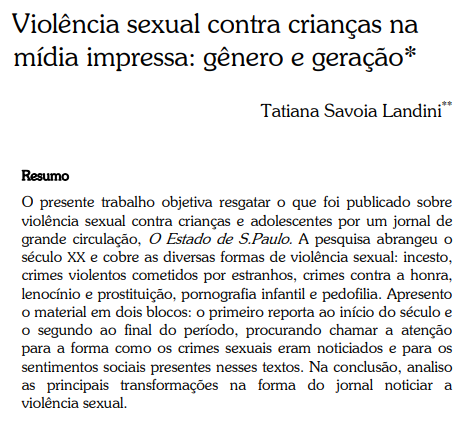 Violência sexual contra crianças na
mídia impressa: gênero e geração*
Tatiana Savoia Landini**
Resumo
O presente trabalho objetiva resgatar o que foi publicado sobre
violência sexual contra crianças e adolescentes por um jornal de
grande circulação, O Estado de S.Paulo. A pesquisa abrangeu o
século XX e cobre as diversas formas de violência sexual: incesto,
crimes violentos cometidos por estranhos, crimes contra a honra,
lenocínio e prostituição, pornografia infantil e pedofilia. Apresento
o material em dois blocos: o primeiro reporta ao início do século e
o segundo ao final do período, procurando chamar a atenção
para a forma como os crimes sexuais eram noticiados e para os
sentimentos sociais presentes nesses textos. Na conclusão, analiso
as principais transformações na forma do jornal noticiar a
violência sexual.